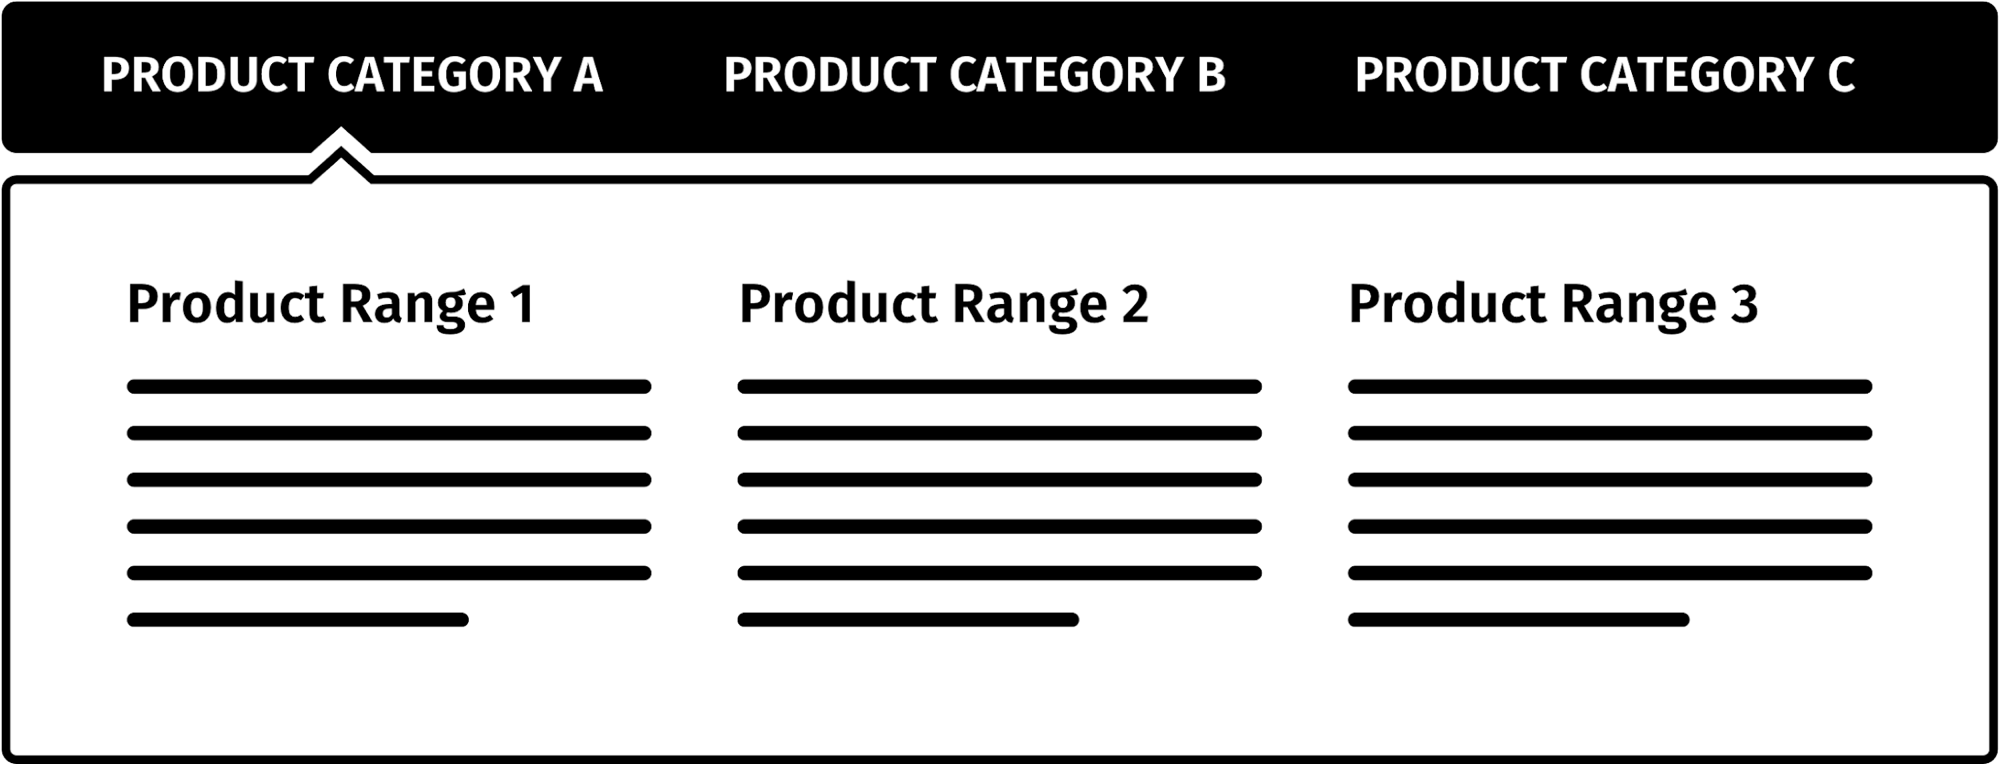 PRODUCT CATEGORY A PRODUCT CATEGORY B PRODUCT CATEGORY C
Product Range 1 Product Range 2 Product Range 3